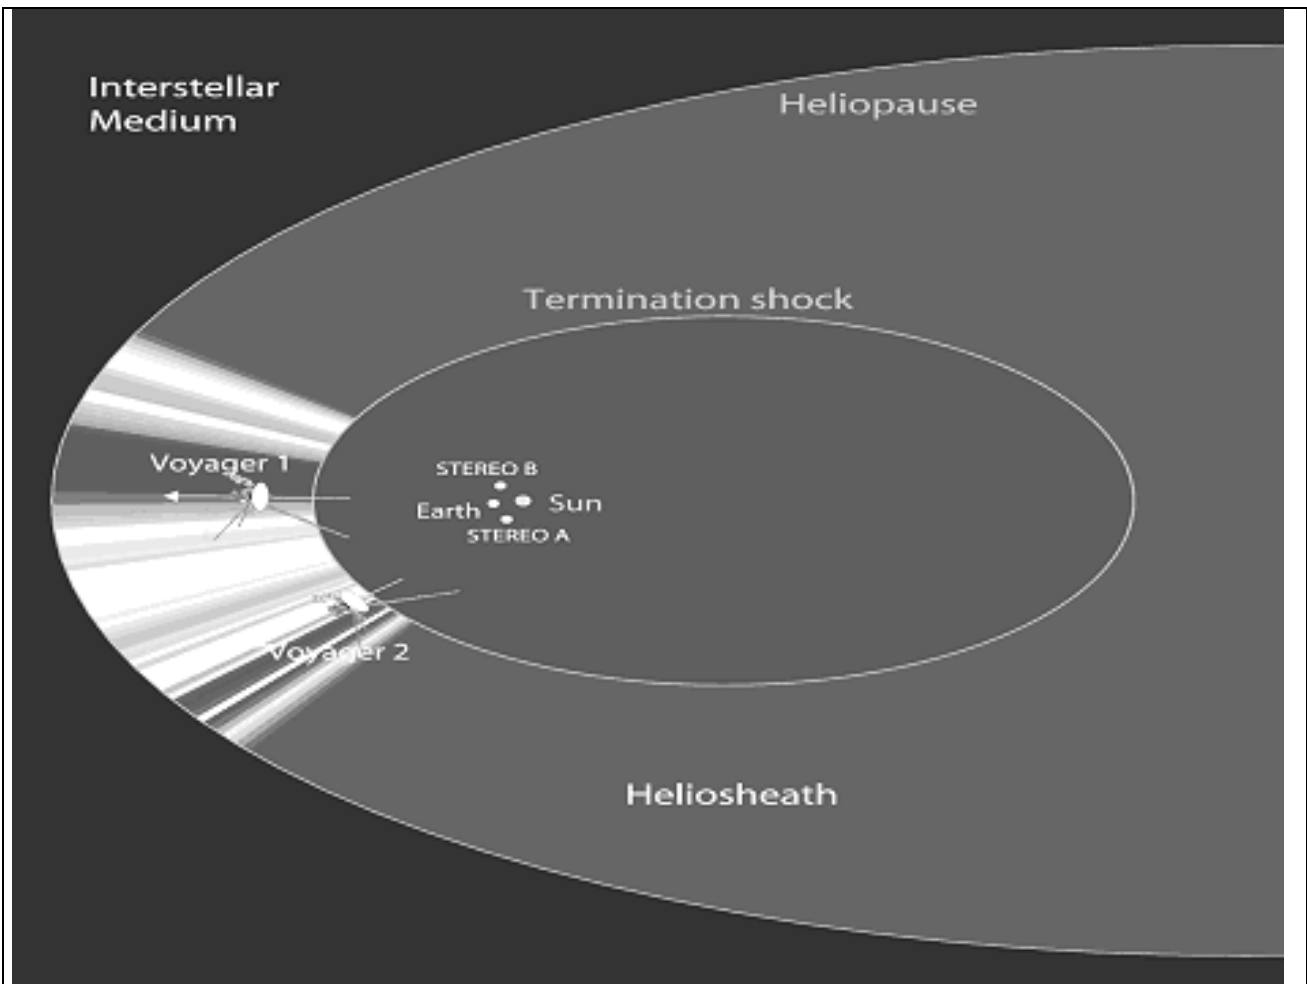 Interstellar
Medium
Heliopause
Termination shock
Voyager 1
STEREO B
Sun
Earth
STEREO A
Voyager 2
Heliosheath